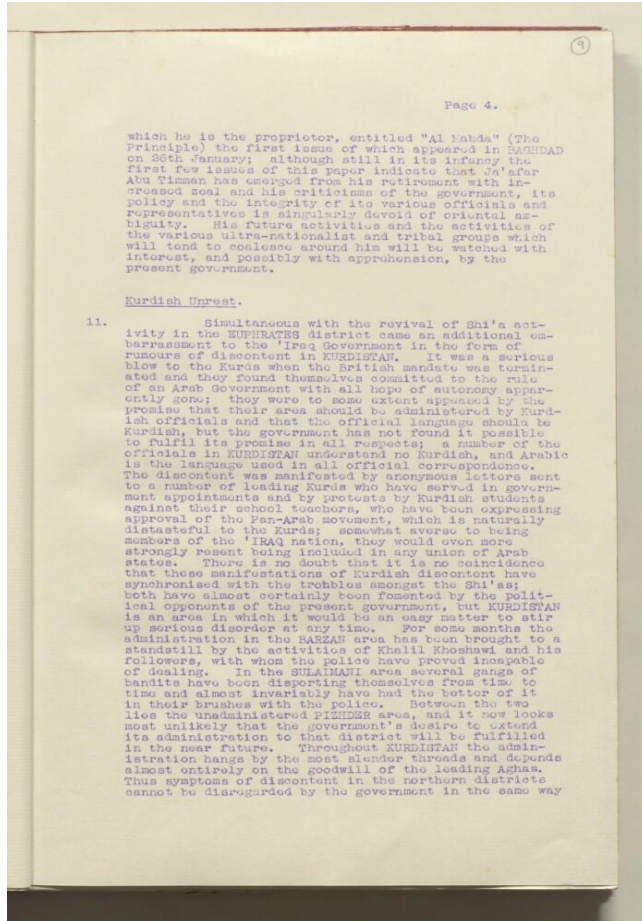 9
Page 4.
which he is the proprietor, entitled "Al Mabda" (The
Principle) the first issue of which appeared in BAGHDAD
on 26th January; although still in its infancy the
first few issues of this paper indicate that Ja'afar
Abu Timman has emerged from his retirement with in-
creased zeal and his criticisms of the government, its
policy and the integrity of its various officials and
representatives is singularly devoid of oriental am-
biguity. His future activities and the activities of
the various ultra-nationalist and tribal groups which
will tend to coalesce around him will be watched with
interest, and possibly with apprehension, by the
present government.
Kurdish Unrest.
11. Simultaneous with the revival of Shi'a act-
ivity in the EUPHRATES district came an additional em-
barrassment to the 'Iraq Government in the form of
rumours of discontent in KURDISTAN. It was a serious
blow to the Kurds when the British mandate was termin-
ated and they found themselves committed to the rule
of an Arab Government with all hope of autonomy appar-
ently gone; they were to some extent appeased by the
promise that their area should be administered by Kurd-
ish officials and that the official language should be
Kurdish, but the government has not found it possible
to fulfil its promise in all respects; a number of the
officials in KURDISTAN understand no Kurdish, and Arabic
is the language used in all official correspondence.
The discontent was manifested by anonymous letters sent
to a number of leading Kurds who have served in govern-
ment appointments and by protests by Kurdish students
against their school teachers, who have been expressing
approval of the Pan-Arab movement, which is naturally
distasteful to the Kurds; somewhat averse to being
members of the 'IRAQ nation, they would even more
strongly resent being included in any union of Arab
states. There is no doubt that it is no coincidence
that these manifestations of Kurdish discontent have
synchronised with the troubles amongst the Shi'as;
both have almost certainly been fomented by the polit-
ical opponents of the present government, but KURDISTAN
is an area in which it would be an easy matter to stir
up serious disorder at any time. For some months the
administration in the BARZAN area has been brought to a
standstill by the activities of Khalil Khoshawi and his
followers, with whom the police have proved incapable
of dealing. In the SULAIMANI area several gangs of
bandits have been disporting themselves from time to
time and almost invariably have had the better of it
in their brushes with the police. Between the two
lies the unadministered PIZHDER area, and it now looks
most unlikely that the government's desire to extend
its administration to that district will be fulfilled
in the near future. Throughout KURDISTAN the admin-
istration hangs by the most slender threads and depends
almost entirely on the goodwill of the leading Aghas.
Thus symptoms of discontent in the northern districts
cannot be disregarded by the government in the same way